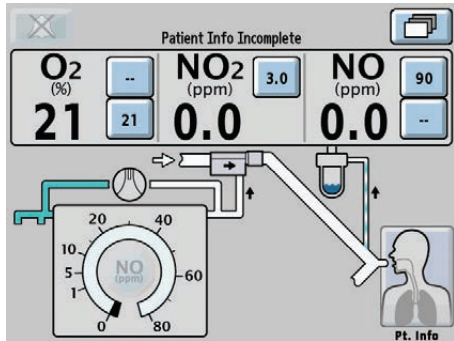 Patient Info Incomplete
O2 (%) 21
--
21
NO2 (ppm) 0.0
3.0
NO (ppm) 0.0
90
--
20
40
10
5
60
1
0
80
NO
(ppm)
Pt. Info